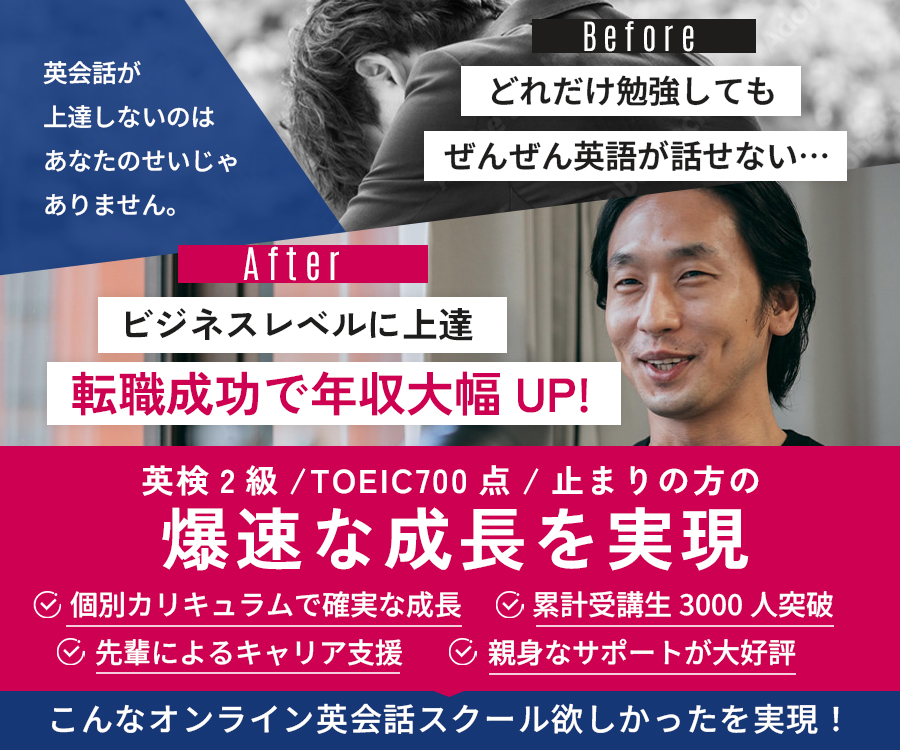 英会話が
上達しないのは
あなたのせいじゃ
ありません。
Before
どれだけ勉強しても
ぜんぜん英語が話せない…
After
ビジネスレベルに上達
転職成功で年収大幅 UP!
英検2級 / TOEIC700 点 / 止まりの方の
爆速な成長を実現
個別カリキュラムで確実な成長
累計受講生 3000 人突破
先輩によるキャリア支援
親身なサポートが大好評
こんなオンライン英会話スクール欲しかったを実現！